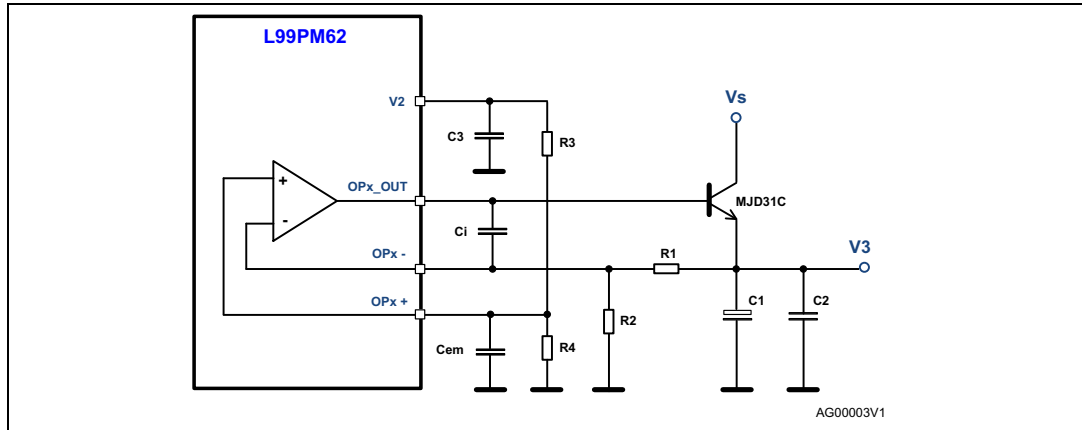 L99PM62
Vs
V2
C3
R3
+
OPx_OUT
MJD31C
-
Ci
V3
R1
OPx -
C1
C2
OPx +
R2
Cem
R4
AG00003V1